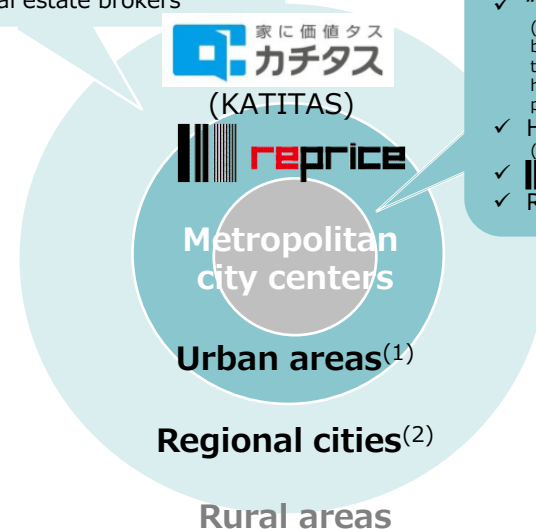 al estate brokers
家に価値タス
カチタス
(KATITAS)
reprice
Metropolitan
city centers
Urban areas(1)
Regional cities(2)
Rural areas